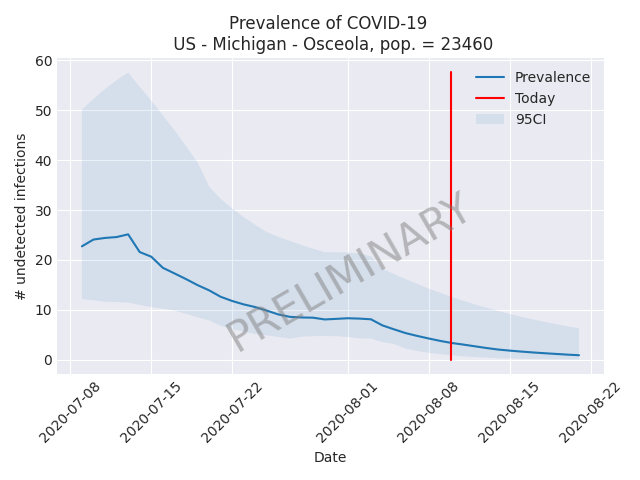 Prevalence of COVID-19
US - Michigan - Osceola, pop. = 23460
# undetected infections
60
50
40
30
20
10
0
Prevalence
Today
95CI
PRELIMINARY
2020-07-08
2020-07-15
2020-07-22
2020-08-01
2020-08-08
2020-08-15
2020-08-22
Date